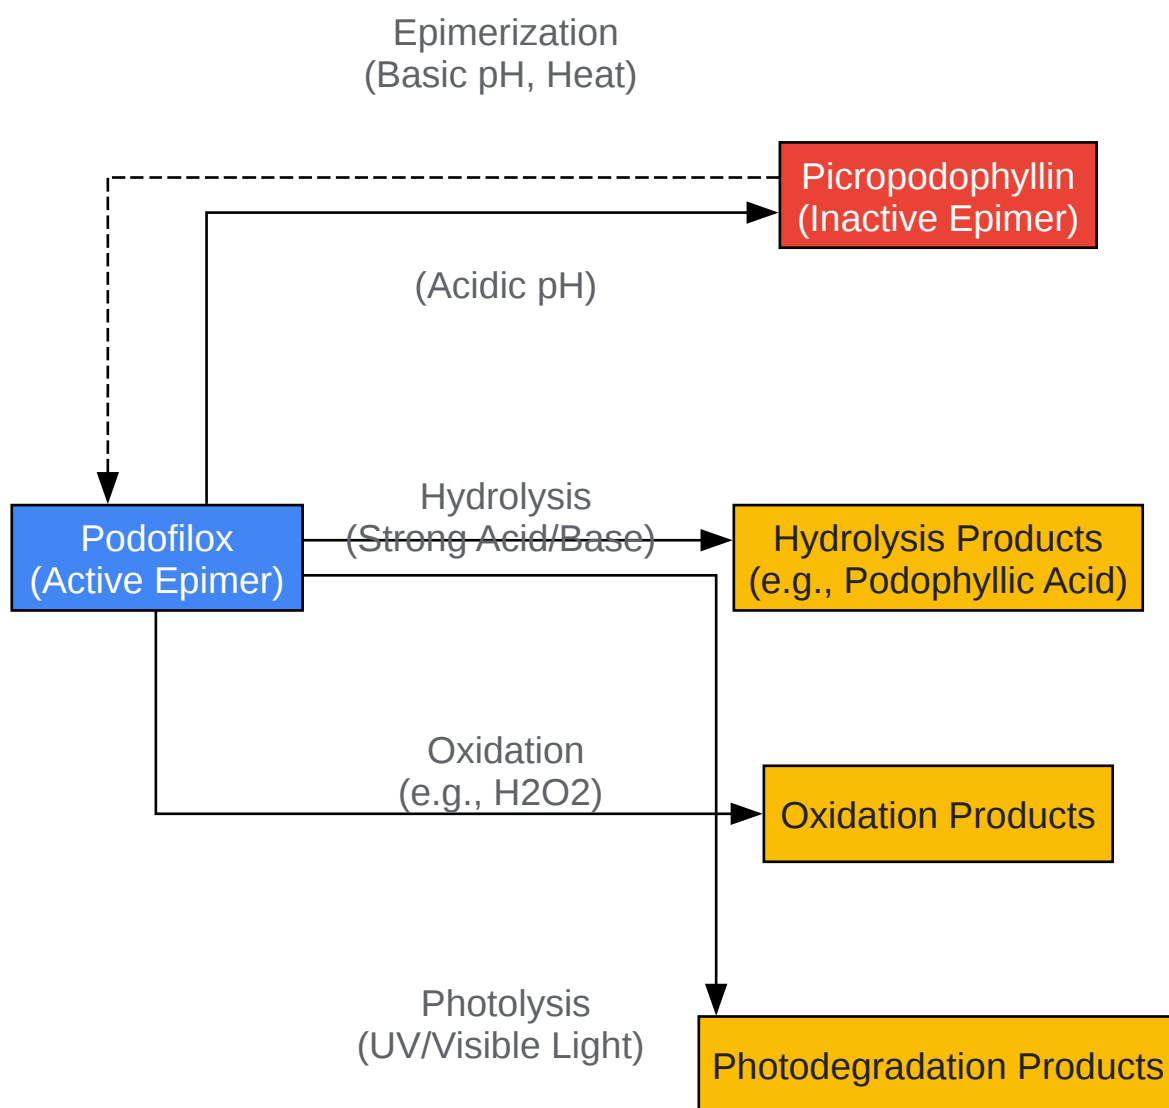 Epimerization
(Basic pH, Heat)
Picropodophyllin
(Inactive Epimer)
(Acidic pH)
Hydrolysis
(Strong Acid/Base)
Podofilox
(Active Epimer)
Hydrolysis Products
(e.g., Podophyllic Acid)
Oxidation
(e.g., H2O2)
Oxidation Products
Photolysis
(UV/Visible Light)
Photodegradation Products